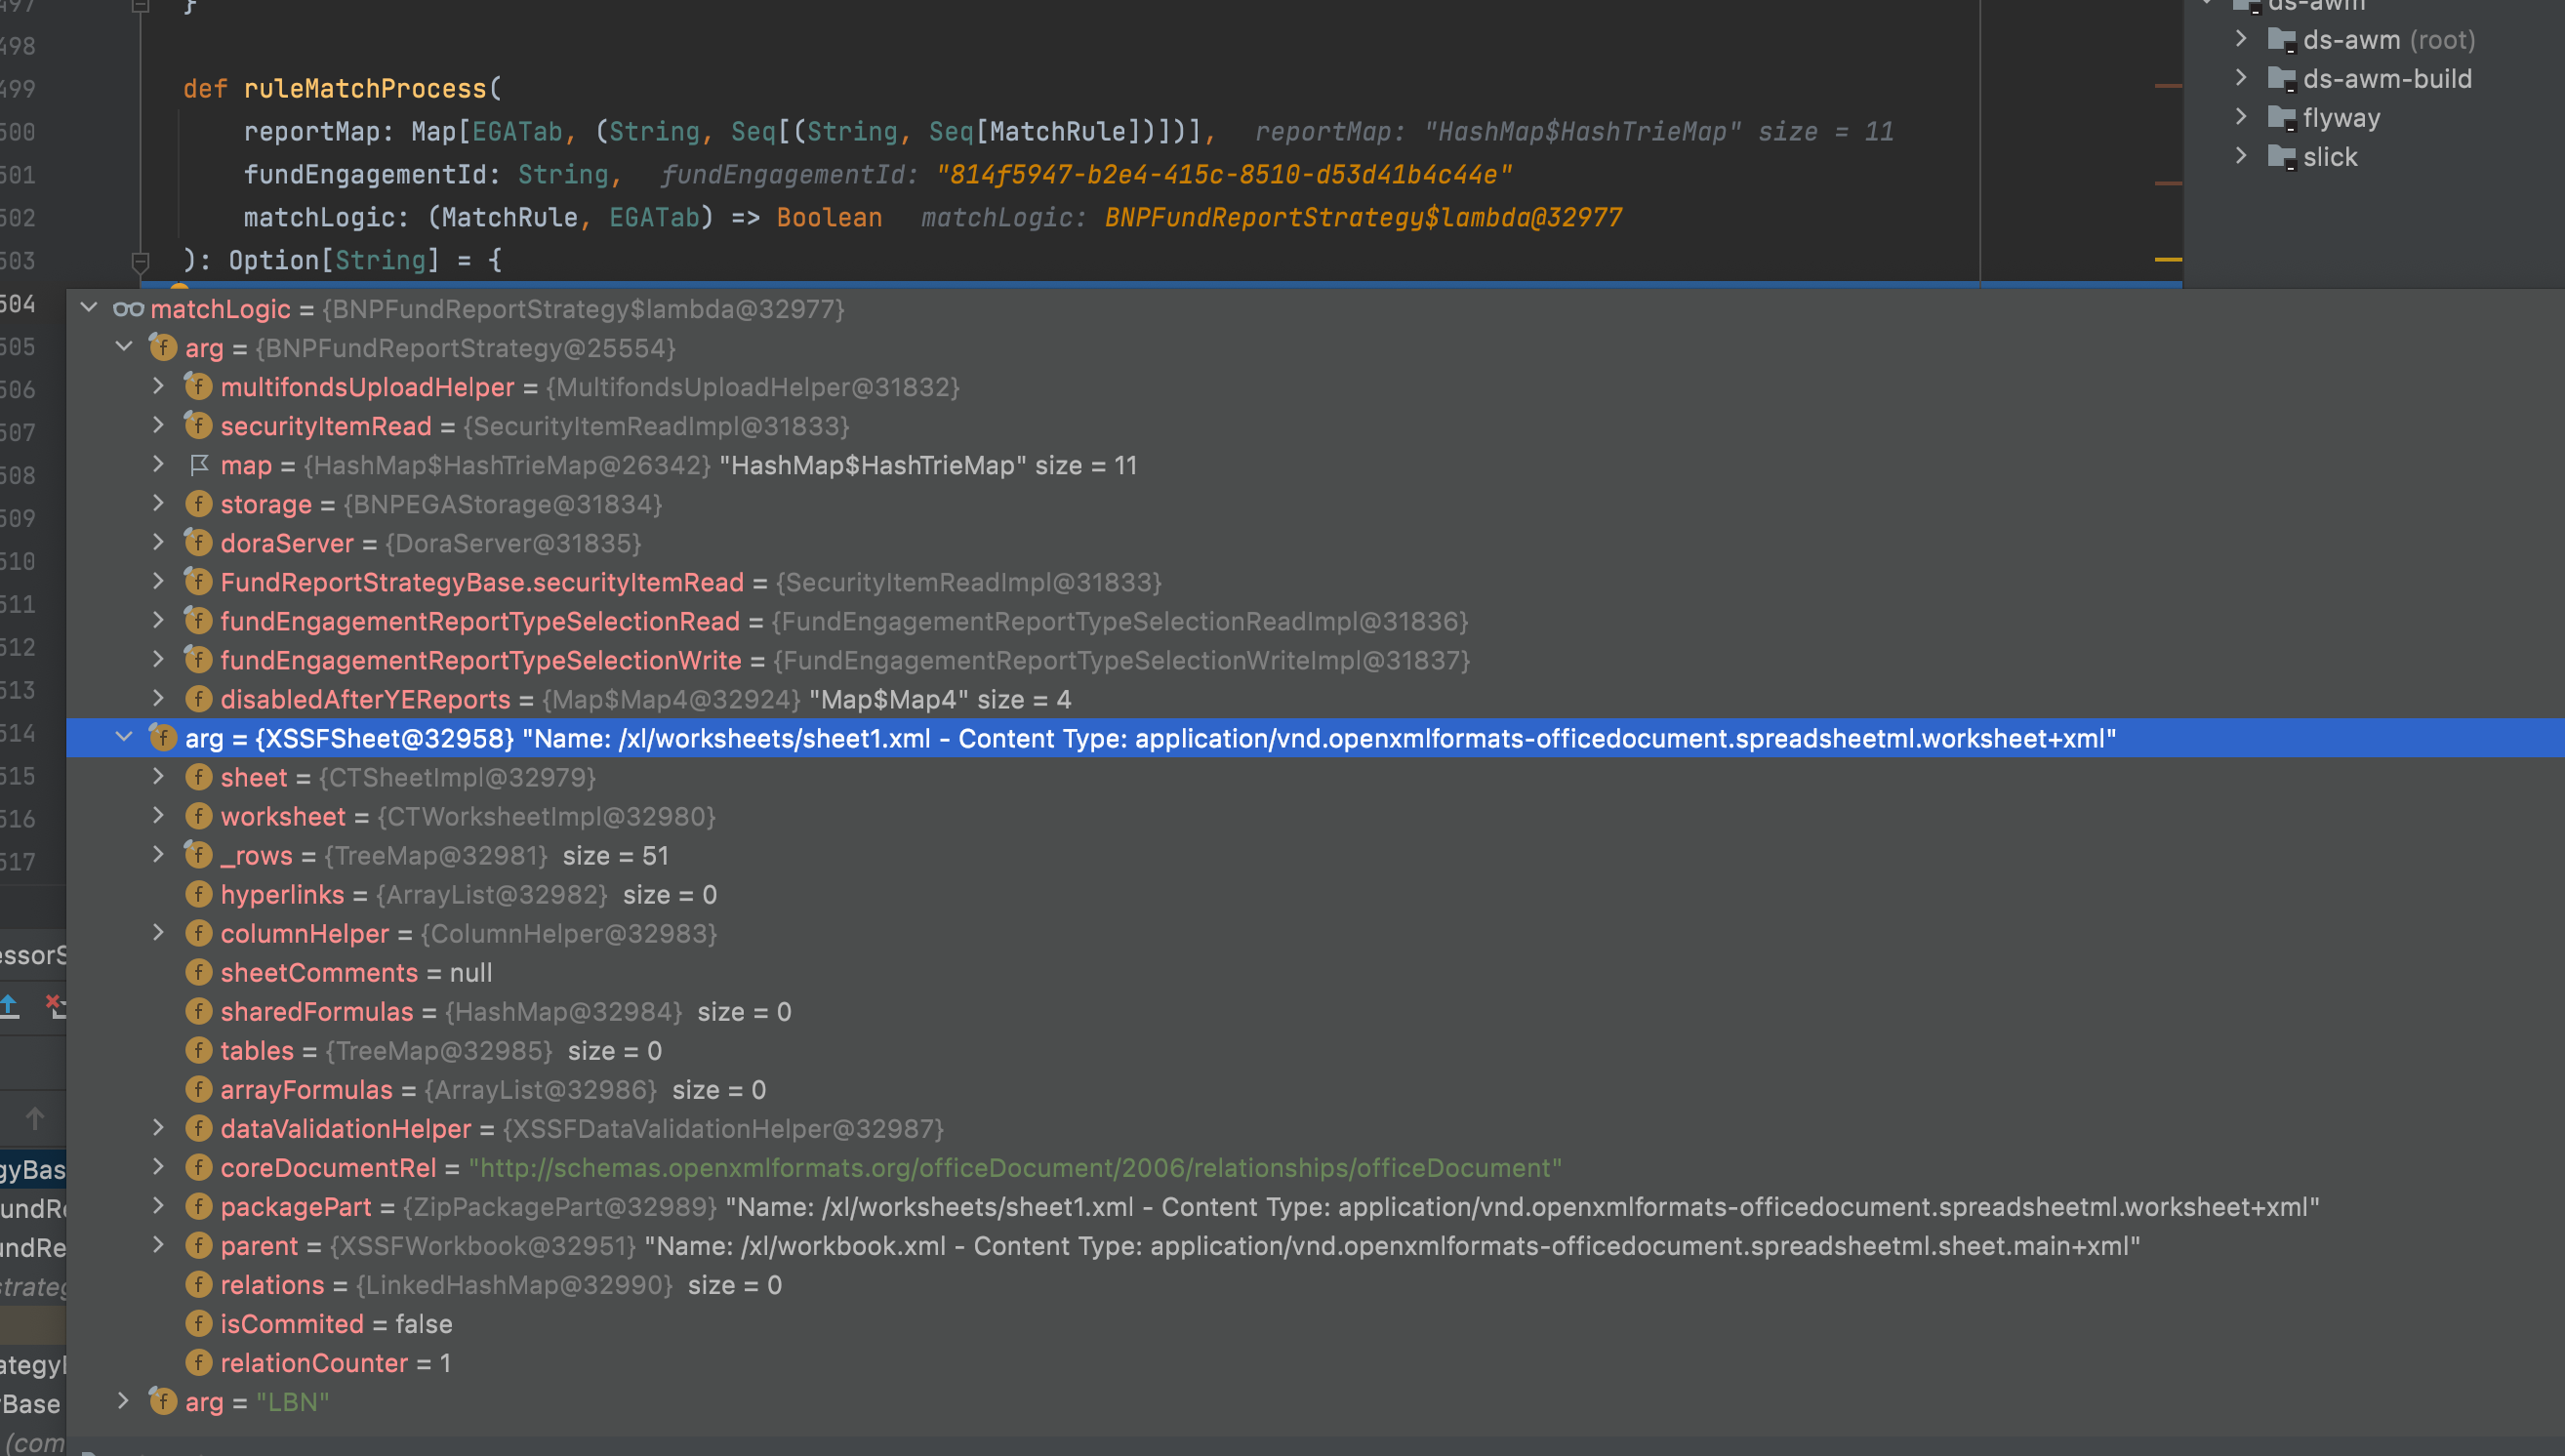 497 }
498
499 def ruleMatchProcess(
500 reportMap: Map[EGATab, (String, Seq[(String, Seq[MatchRule])])], reportMap: "HashMap$HashTrieMap" size = 11
501 fundEngagementId: String, fundEngagementId: "814f5947-b2e4-415c-8510-d53d41b4c44e"
502 matchLogic: (MatchRule, EGATab) => Boolean matchLogic: BNPFundReportStrategy$lambda@32977
503 ): Option[String] = {
504
505
506
507
508
509
510
511
512
513
514
515
516
517
ds-awm
ds-awm (root)
ds-awm-build
flyway
slick
matchLogic = {BNPFundReportStrategy$lambda@32977}
arg = {BNPFundReportStrategy@25554}
multifondsUploadHelper = {MultifondsUploadHelper@31832}
securityItemRead = {SecurityItemReadImpl@31833}
map = {HashMap$HashTrieMap@26342} "HashMap$HashTrieMap" size = 11
storage = {BNPEGAStorage@31834}
doraServer = {DoraServer@31835}
FundReportStrategyBase.securityItemRead = {SecurityItemReadImpl@31833}
fundEngagementReportTypeSelectionRead = {FundEngagementReportTypeSelectionReadImpl@31836}
fundEngagementReportTypeSelectionWrite = {FundEngagementReportTypeSelectionWriteImpl@31837}
disabledAfterYEReports = {Map$Map4@32924} "Map$Map4" size = 4
arg = {XSSFSheet@32958} "Name: /xl/worksheets/sheet1.xml - Content Type: application/vnd.openxmlformats-officedocument.spreadsheetml.worksheet+xml"
sheet = {CTSheetImpl@32979}
worksheet = {CTWorksheetImpl@32980}
_rows = {TreeMap@32981} size = 51
hyperlinks = {ArrayList@32982} size = 0
columnHelper = {ColumnHelper@32983}
sheetComments = null
sharedFormulas = {HashMap@32984} size = 0
tables = {TreeMap@32985} size = 0
arrayFormulas = {ArrayList@32986} size = 0
dataValidationHelper = {XSSFDataValidationHelper@32987}
coreDocumentRel = "http://schemas.openxmlformats.org/officeDocument/2006/relationships/officeDocument"
packagePart = {ZipPackagePart@32989} "Name: /xl/worksheets/sheet1.xml - Content Type: application/vnd.openxmlformats-officedocument.spreadsheetml.worksheet+xml"
parent = {XSSFWorkbook@32951} "Name: /xl/workbook.xml - Content Type: application/vnd.openxmlformats-officedocument.spreadsheetml.sheet.main+xml"
relations = {LinkedHashMap@32990} size = 0
isCommited = false
relationCounter = 1
arg = "LBN"
essorS
gyBas
undRe
undRe
strateg
ategyl
yBase
(com